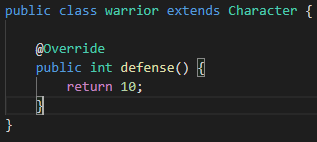 public class warrior extends Character {
@Override
public int defense() {
return 10;
}
}